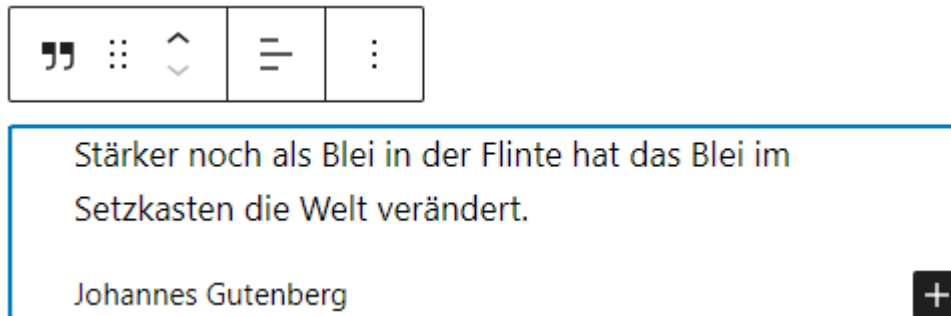 Stärker noch als Blei in der Flinte hat das Blei im
Setzkasten die Welt verändert.
Johannes Gutenberg